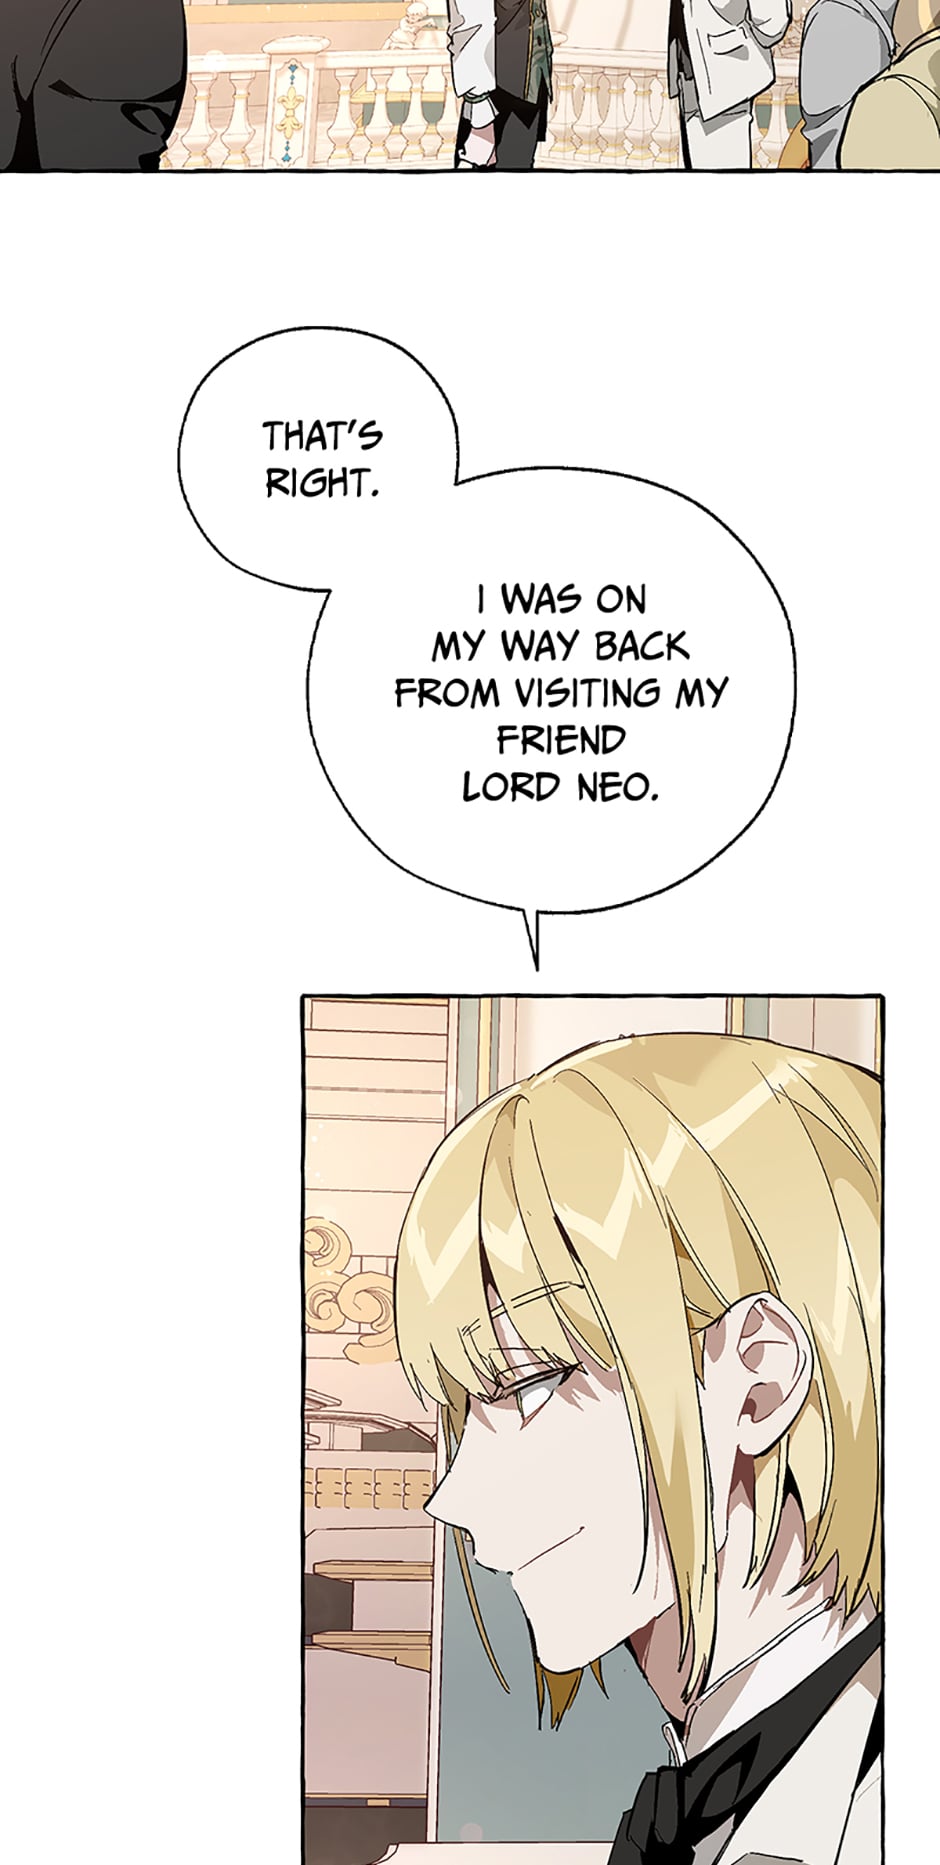 THAT'S
RIGHT.
I WAS ON
MY WAY BACK
FROM VISITING MY
FRIEND
LORD NEO.